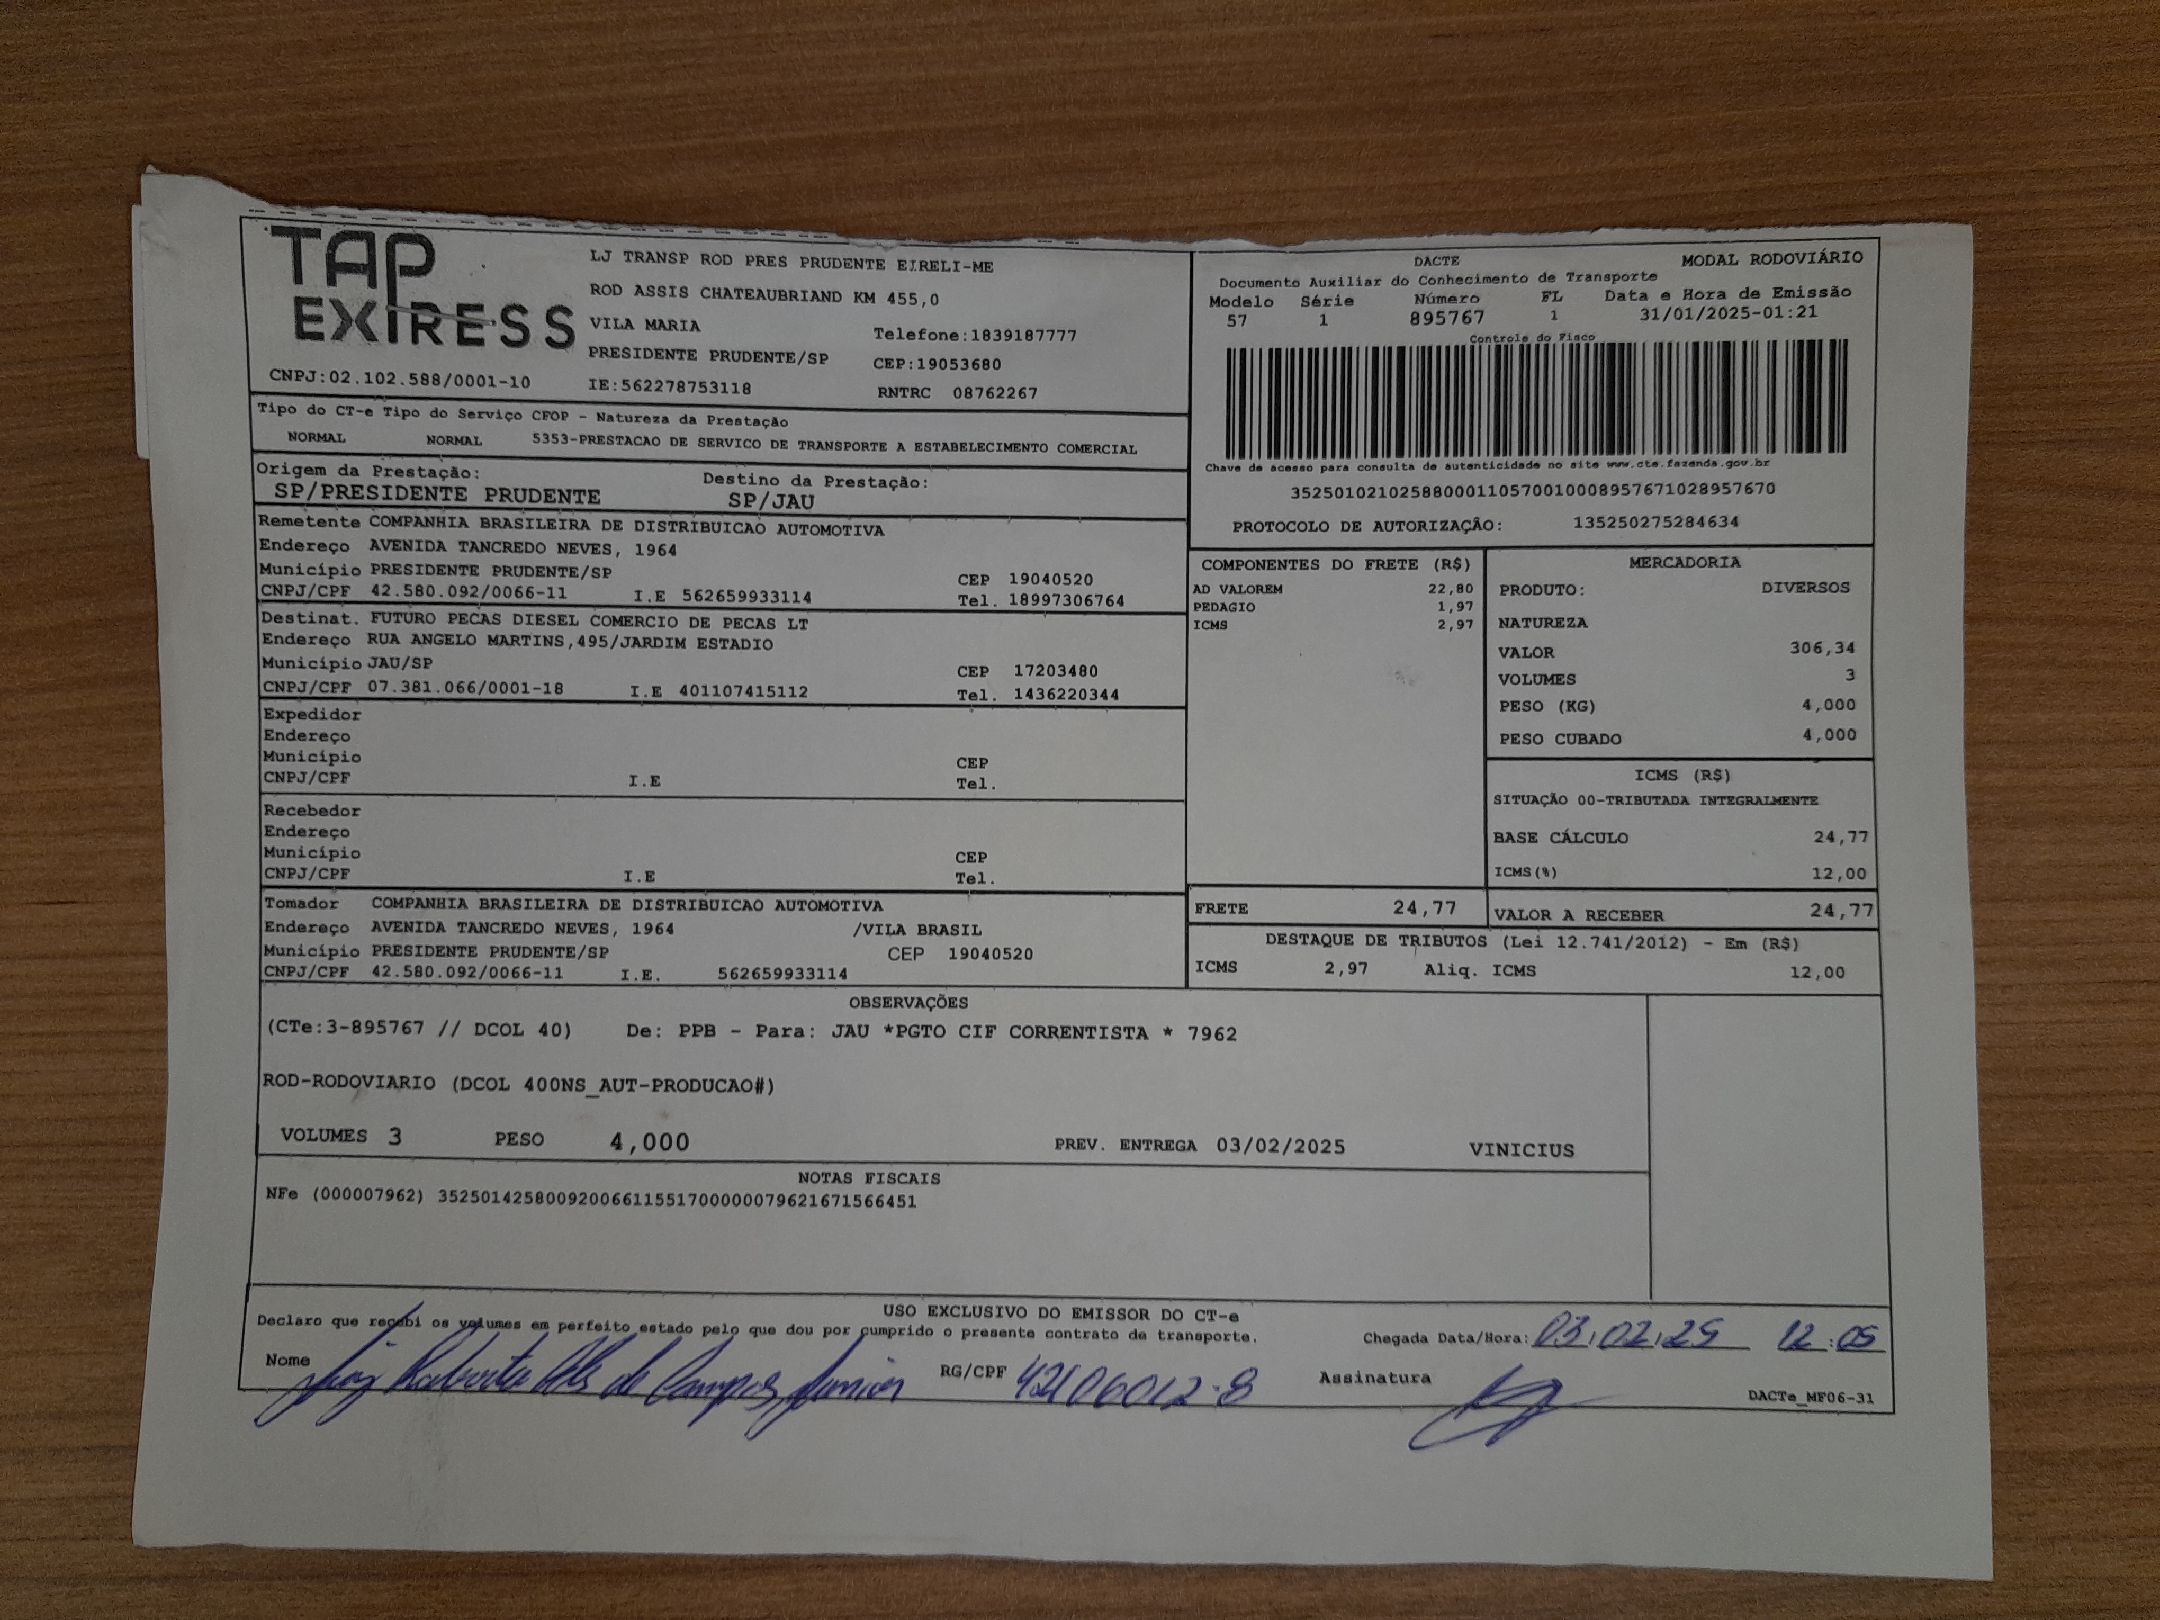 TAP
EXPRESS
LJ TRANSP ROD PRES PRUDENTE EIRELI-ME
ROD ASSIS CHATEAUBRIAND KM 455,0
VILA MARIA Telefone:1839187777
PRESIDENTE PRUDENTE/SP CEP:19053680
CNPJ:02.102.588/0001-10 IE:562278753118 RNTRC 08762267
DACTE MODAL RODOVIÁRIO
Documento Auxiliar do Conhecimento de Transporte
Modelo Série Número FL Data e Hora de Emissão
57 1 895767 1 31/01/2025-01:21
Controle do Fisco
Chave de acesso para consulta de autenticidade no site www.cte.fazenda.gov.br
35250102102588000110570010008957671028957670
PROTOCOLO DE AUTORIZAÇÃO: 135250275284634
Tipo do CT-e Tipo do Serviço CFOP - Natureza da Prestação
NORMAL NORMAL 5353-PRESTACAO DE SERVICO DE TRANSPORTE A ESTABELECIMENTO COMERCIAL
Origem da Prestação: Destino da Prestação:
SP/PRESIDENTE PRUDENTE SP/JAU
Remetente COMPANHIA BRASILEIRA DE DISTRIBUICAO AUTOMOTIVA
Endereço AVENIDA TANCREDO NEVES, 1964
Município PRESIDENTE PRUDENTE/SP CEP 19040520
CNPJ/CPF 42.580.092/0066-11 I.E 562659933114 Tel. 18997306764
Destinat. FUTURO PECAS DIESEL COMERCIO DE PECAS LT
Endereço RUA ANGELO MARTINS,495/JARDIM ESTADIO
Município JAU/SP CEP 17203480
CNPJ/CPF 07.381.066/0001-18 I.E 401107415112 Tel. 1436220344
Expedidor
Endereço
Município CEP
CNPJ/CPF I.E Tel.
Recebedor
Endereço
Município CEP
CNPJ/CPF I.E Tel.
Tomador COMPANHIA BRASILEIRA DE DISTRIBUICAO AUTOMOTIVA
Endereço AVENIDA TANCREDO NEVES, 1964 /VILA BRASIL
Município PRESIDENTE PRUDENTE/SP CEP 19040520
CNPJ/CPF 42.580.092/0066-11 I.E. 562659933114
COMPONENTES DO FRETE (R$)
AD VALOREM 22,80
PEDAGIO 1,97
ICMS 2,97
MERCADORIA
PRODUTO: DIVERSOS
NATUREZA
VALOR 306,34
VOLUMES 3
PESO (KG) 4,000
PESO CUBADO 4,000
ICMS (R$)
SITUAÇÃO 00-TRIBUTADA INTEGRALMENTE
BASE CÁLCULO 24,77
ICMS(%) 12,00
FRETE 24,77 VALOR A RECEBER 24,77
DESTAQUE DE TRIBUTOS (Lei 12.741/2012) - Em (R$)
ICMS 2,97 Aliq. ICMS 12,00
OBSERVAÇÕES
(CTe:3-895767 // DCOL 40) De: PPB - Para: JAU *PGTO CIF CORRENTISTA * 7962
ROD-RODOVIARIO (DCOL 400NS_AUT-PRODUCAO#)
VOLUMES 3 PESO 4,000 PREV. ENTREGA 03/02/2025 VINICIUS
NOTAS FISCAIS
NFe (000007962) 35250142580092006611551700000079621671566451
USO EXCLUSIVO DO EMISSOR DO CT-e
Declaro que recebi os volumes em perfeito estado pelo que dou por cumprido o presente contrato de transporte. Chegada Data/Hora: 03,02,25 12:05
Nome Roberto de Campos Junior RG/CPF 42106012-8 Assinatura
DACTe_MF06-31